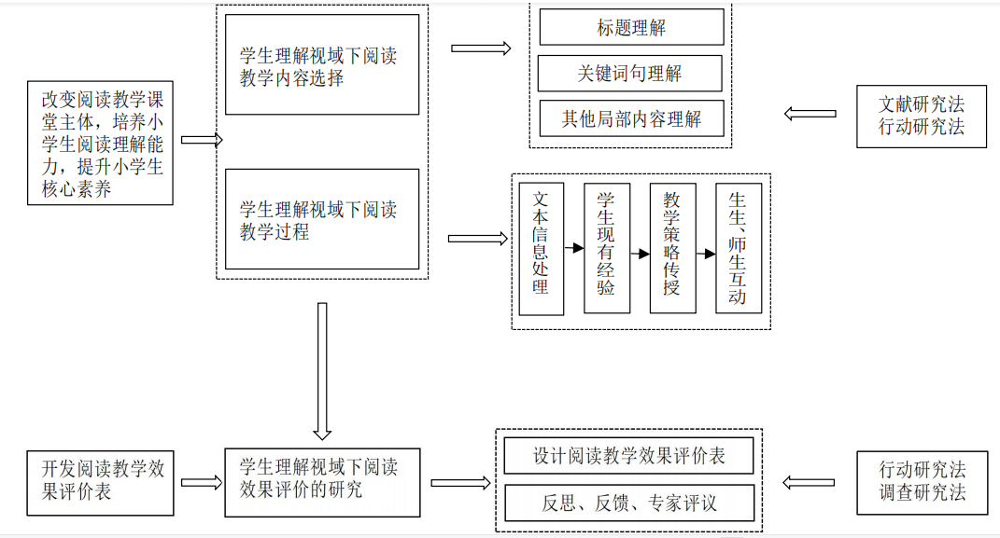 改变阅读教学课
堂主体，培养小
学生阅读理解能
力，提升小学生
核心素养
学生理解视域下阅读
教学内容选择
标题理解
关键词句理解
其他局部内容理解
文献研究法
行动研究法
学生理解视域下阅读
教学过程
文本信息处理
学生现有经验
教学策略传授
生生、师生互动
开发阅读教学效
果评价表
学生理解视域下阅读
效果评价的研究
设计阅读教学效果评价表
反思、反馈、专家评议
行动研究法
调查研究法